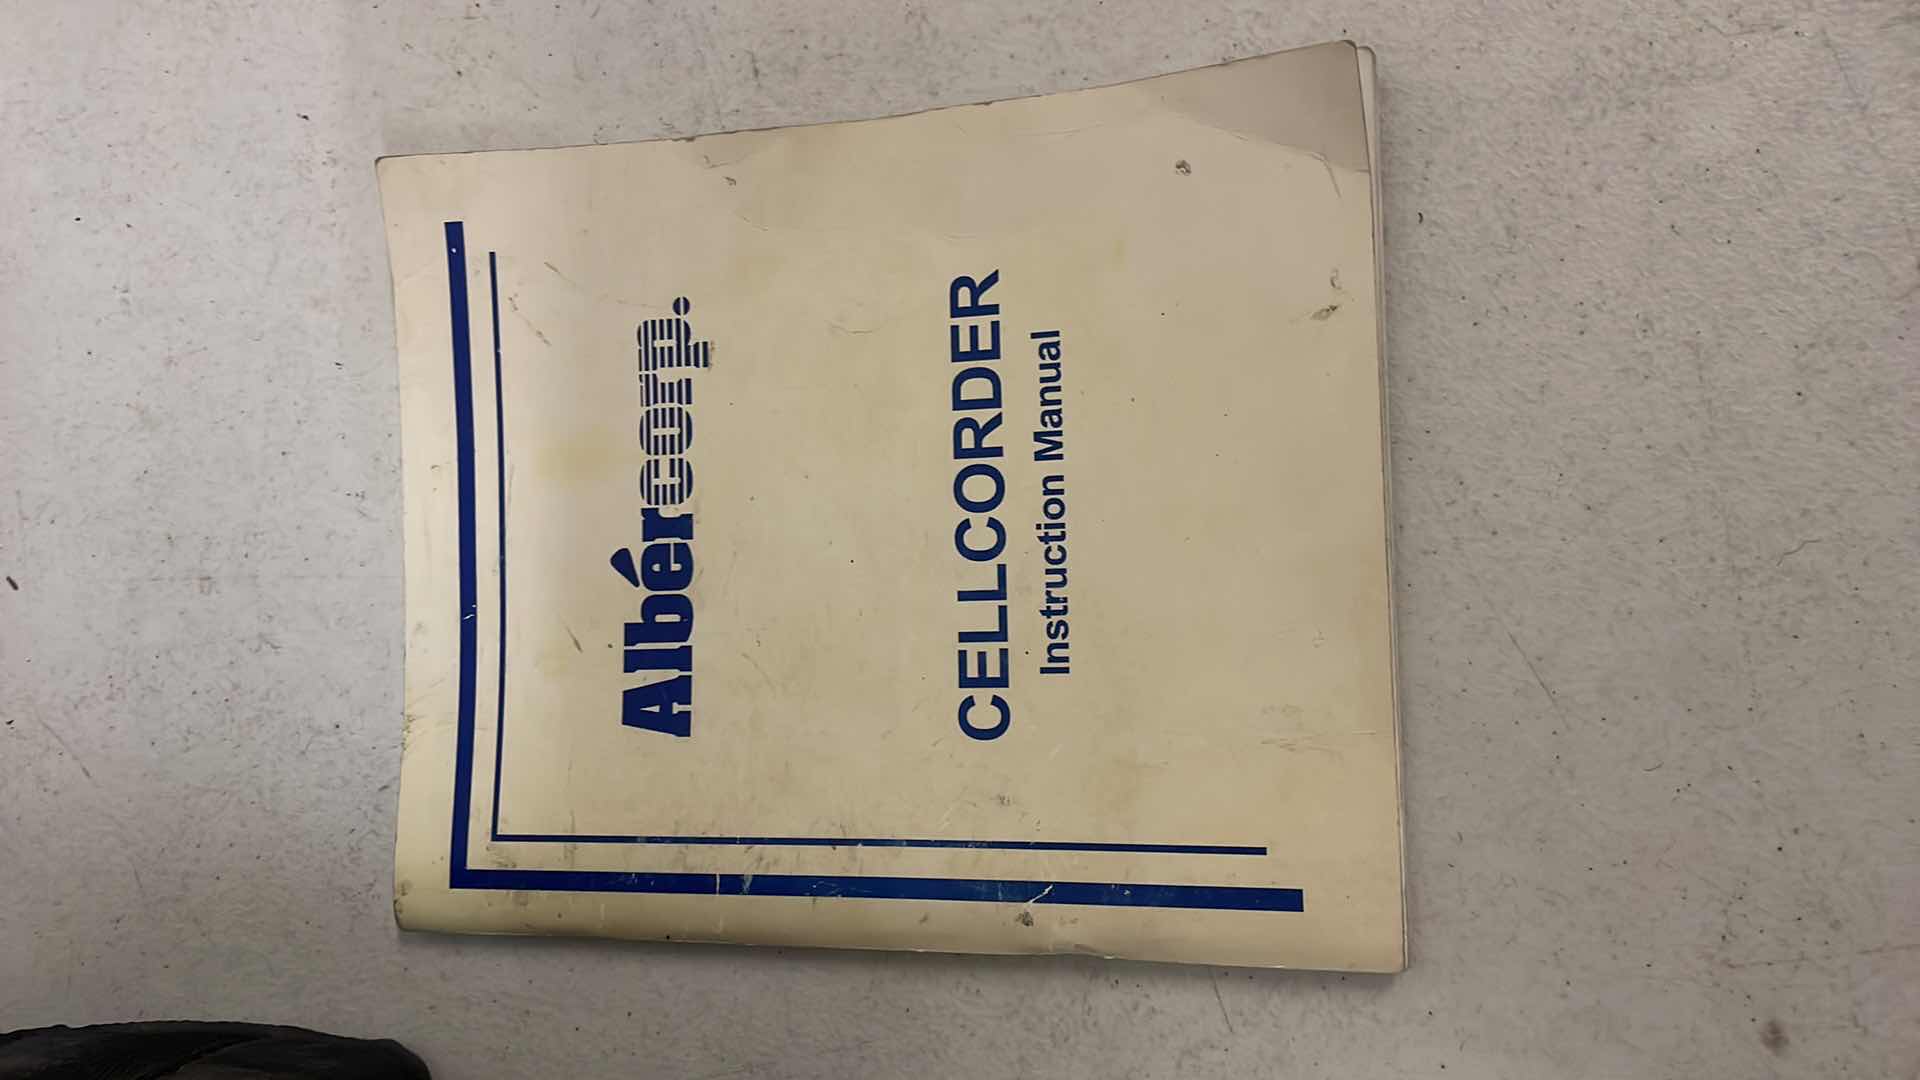 Albércorp.
CELLCORDER
Instruction Manual